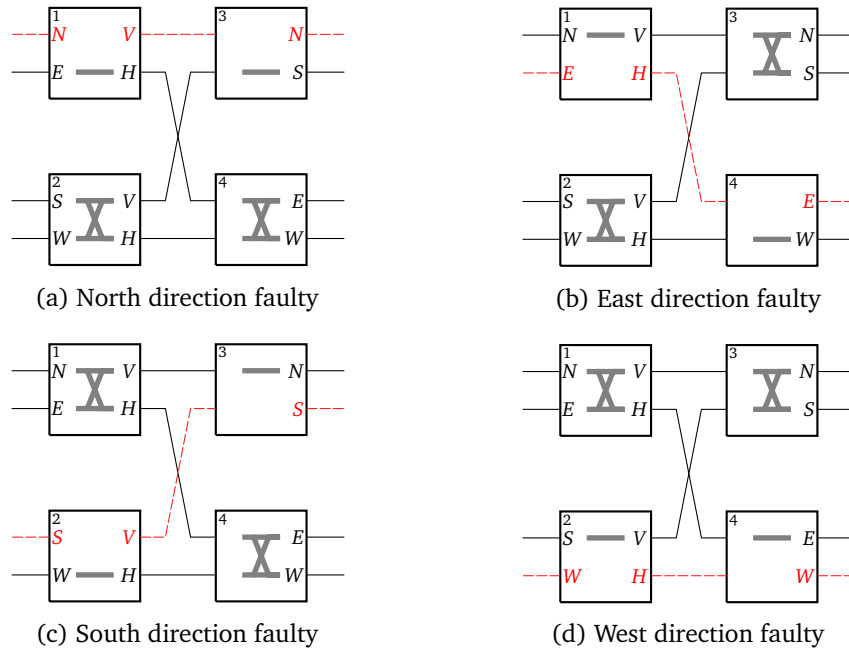 1
N V
E H
3
N
S
2
S V
W H
4
E
W
(a) North direction faulty
1
N V
E H
3
N
S
2
S V
W H
4
E
W
(b) East direction faulty
1
N V
E H
3
N
S
2
S V
W H
4
E
W
(c) South direction faulty
1
N V
E H
3
N
S
2
S V
W H
4
E
W
(d) West direction faulty